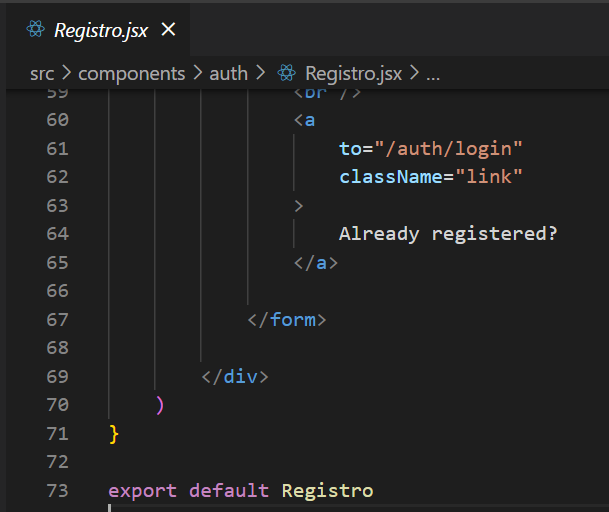 Registro.jsx
src > components > auth > Registro.jsx > ...
59 <br />
60 <a
61 to="/auth/login"
62 className="link"
63 >
64 Already registered?
65 </a>
66
67 </form>
68
69 </div>
70 )
71 }
72
73 export default Registro